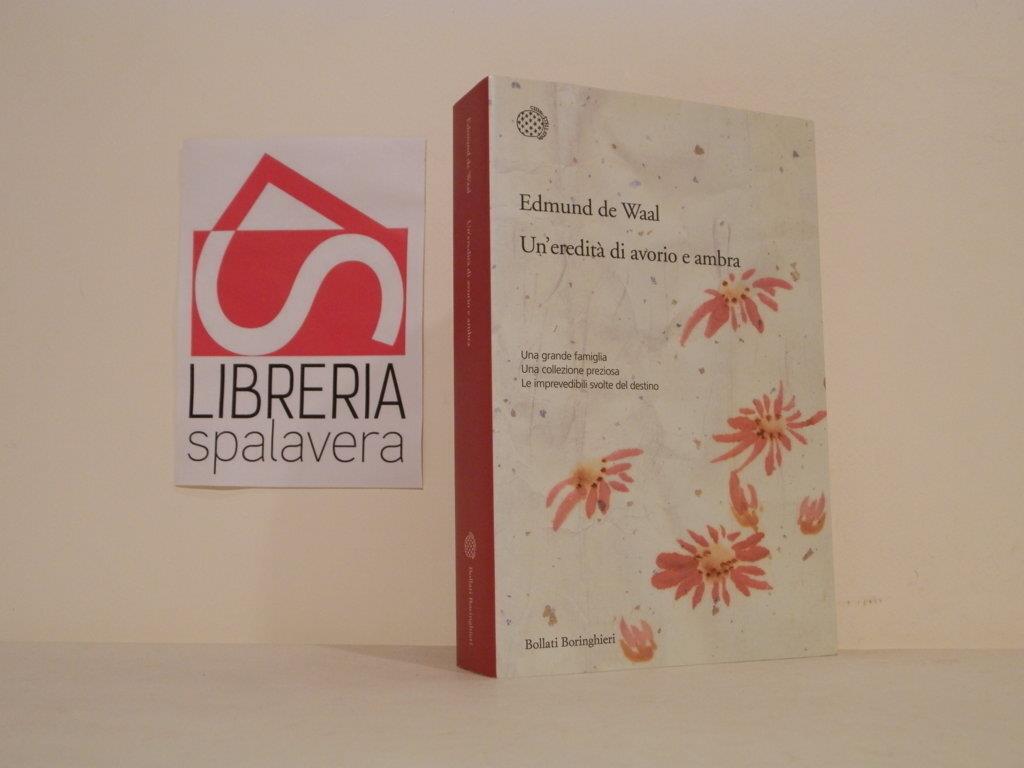 LIBRERIA
spalavera
Edmund de Waal
Un'eredità di avorio e ambra
Bollati Boringhieri
Edmund de Waal
Un'eredità di avorio e ambra
Una grande famiglia
Una collezione preziosa
Le imprevedibili svolte del destino
Bollati Boringhieri